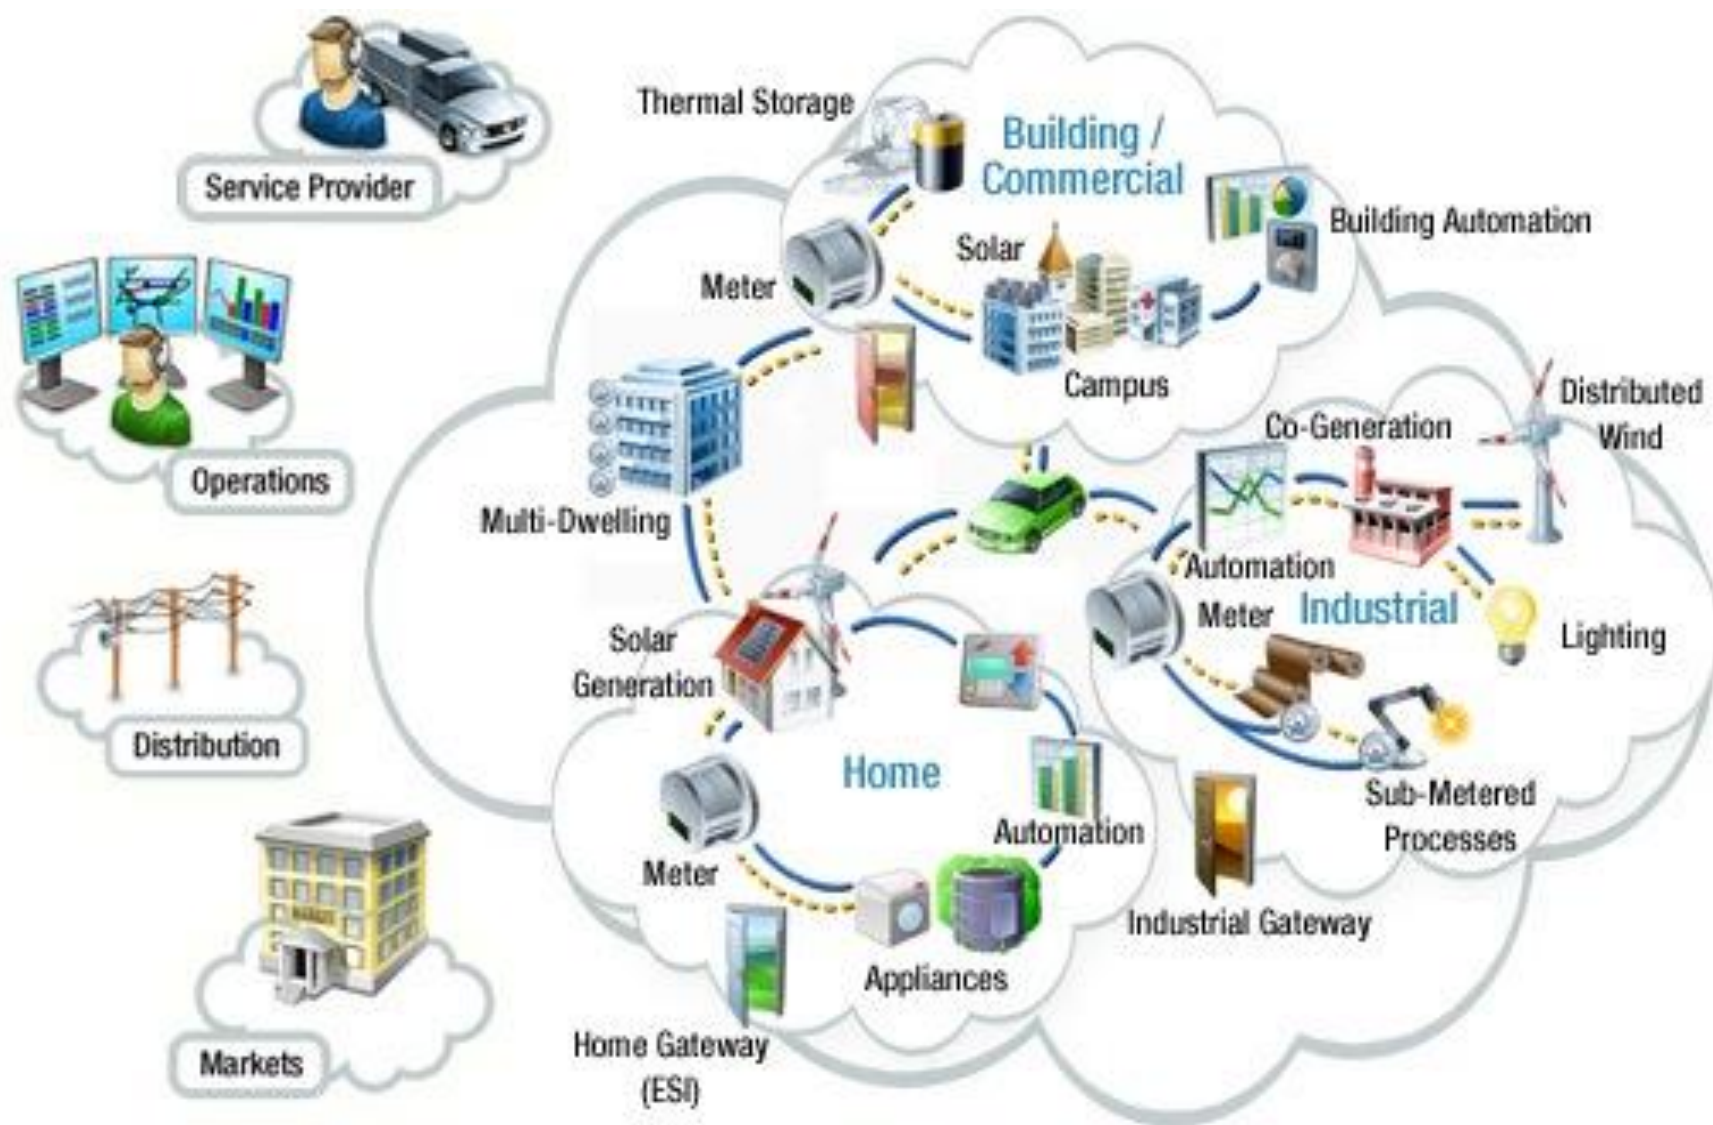 Service Provider
Operations
Distribution
Markets
Thermal Storage
Building /
Commercial
Building Automation
Solar
Meter
Campus
Multi-Dwelling
Co-Generation
Distributed
Wind
Automation
Meter
Industrial
Lighting
Sub-Metered
Processes
Industrial Gateway
Solar
Generation
Home
Automation
Meter
Appliances
Home Gateway
(ESI)